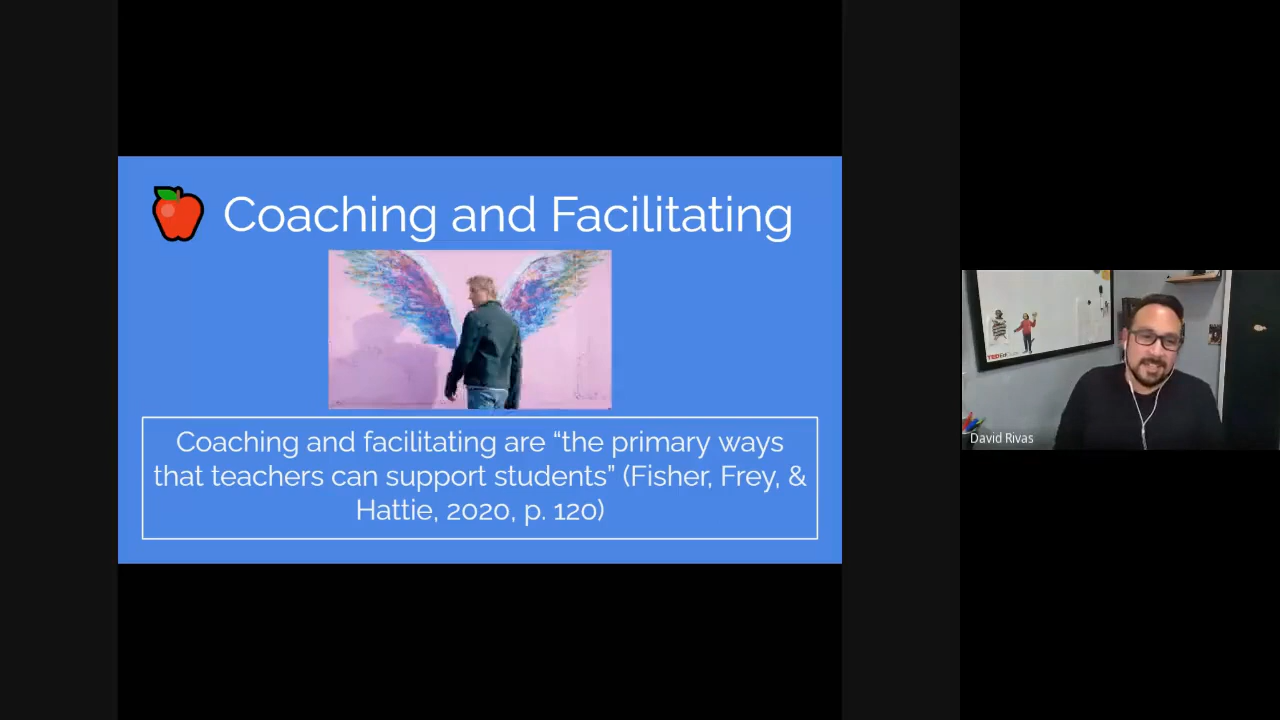 Coaching and Facilitating
Coaching and facilitating are “the primary ways
that teachers can support students” (Fisher, Frey, &
Hattie, 2020, p. 120)
David Rivas